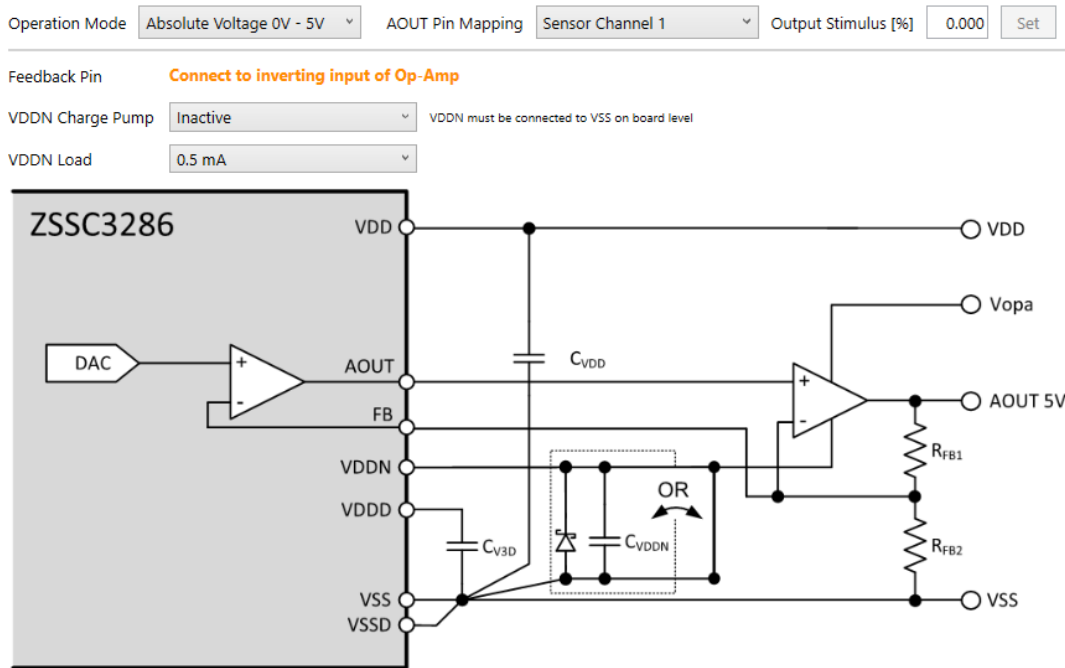 Operation Mode Absolute Voltage 0V - 5V AOUT Pin Mapping Sensor Channel 1 Output Stimulus [%] 0.000 Set
Feedback Pin Connect to inverting input of Op-Amp
VDDN Charge Pump Inactive VDDN must be connected to VSS on board level
VDDN Load 0.5 mA
ZSSC3286
VDD
VDD
Vopa
DAC
+
-
AOUT
CVDD
+
-
AOUT 5V
FB
RFB1
VDDN
OR
VDDD
CV3D
CVDDN
RFB2
VSS
VSS
VSSD